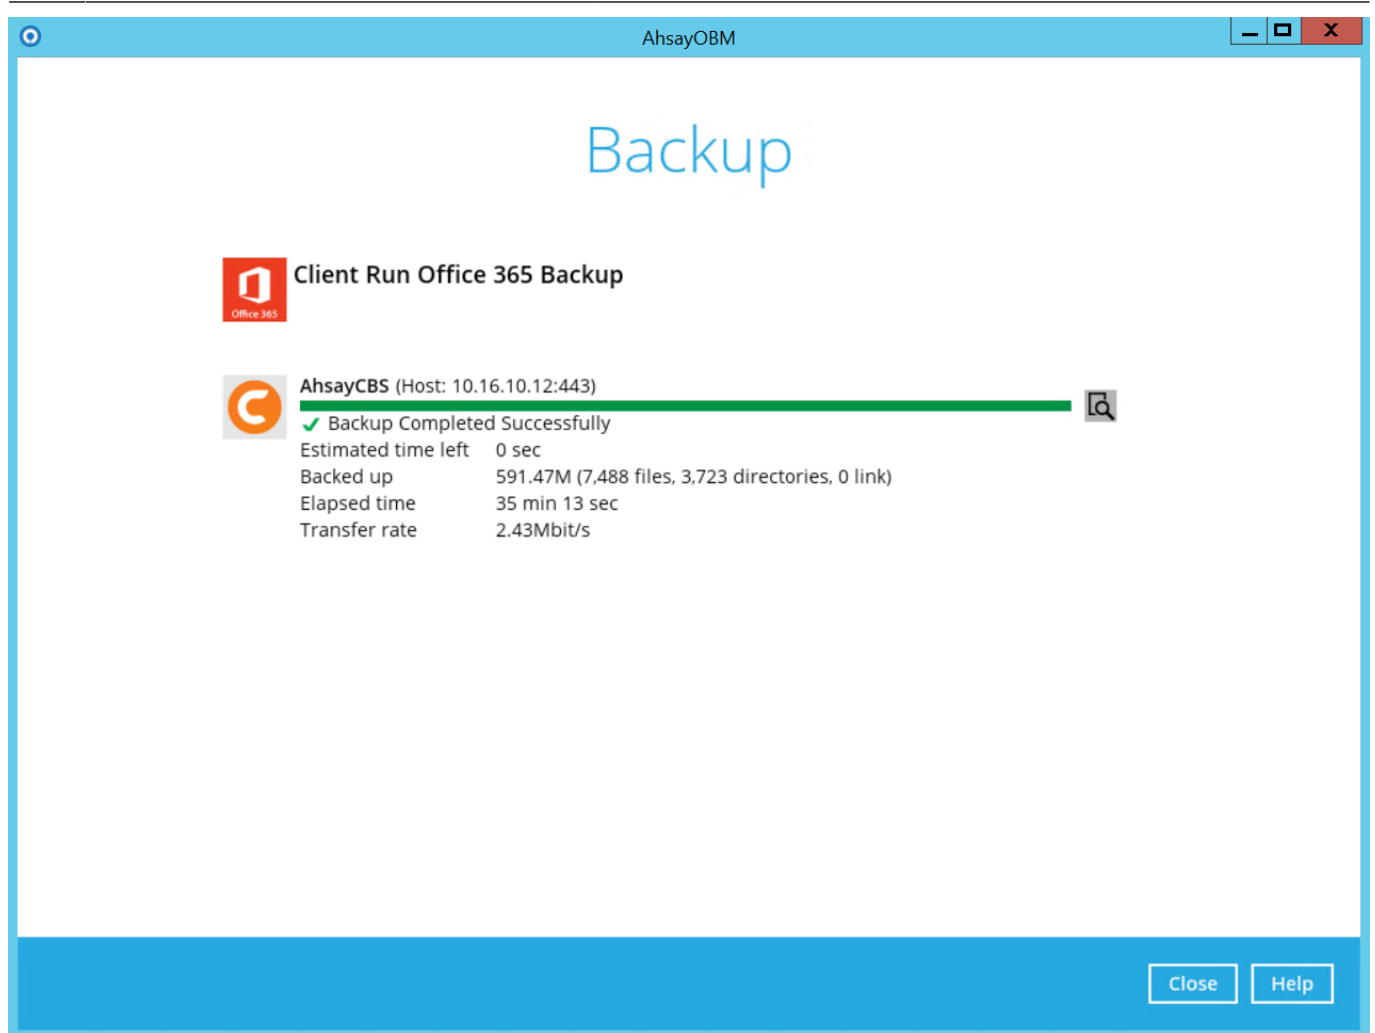 AhsayOBM
Backup
Client Run Office 365 Backup
Office 365
AhsayCBS (Host: 10.16.10.12:443)
Backup Completed Successfully
Estimated time left 0 sec
Backed up 591.47M (7,488 files, 3,723 directories, 0 link)
Elapsed time 35 min 13 sec
Transfer rate 2.43Mbit/s
Close Help